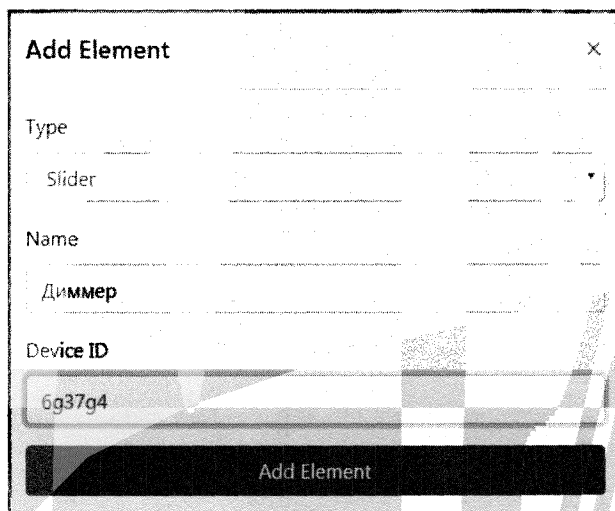 Add Element
×
Type
Slider
Name
Диммер
Device ID
6g37g4
Add Element